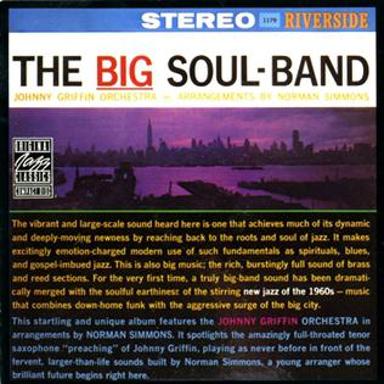 STEREO 1179 RIVERSIDE
THE BIG SOUL-BAND
JOHNNY GRIFFIN ORCHESTRA — ARRANGEMENTS BY NORMAN SIMMONS
ORIGINAL
Jazz
CLASSICS
The vibrant and large-scale sound heard here is one that achieves much of its dynamic
and deeply-moving newness by reaching back to the roots and soul of jazz. It makes
excitingly emotion-charged modern use of such fundamentals as spirituals, blues,
and gospel-imbued jazz. This is also big music; the rich, burstingly full sound of brass
and reed sections. For the very first time, a truly big-band sound has been dramati-
cally merged with the soulful earthiness of the stirring new jazz of the 1960s – music
that combines down-home funk with the aggressive surge of the big city.
This startling and unique album features the JOHNNY GRIFFIN ORCHESTRA in
arrangements by NORMAN SIMMONS. It spotlights the amazingly full-throated tenor
saxophone "preaching" of Johnny Griffin, playing as never before in front of the
fervent, larger-than-life sounds built by Simmons, a young arranger whose
brilliant future begins right here.